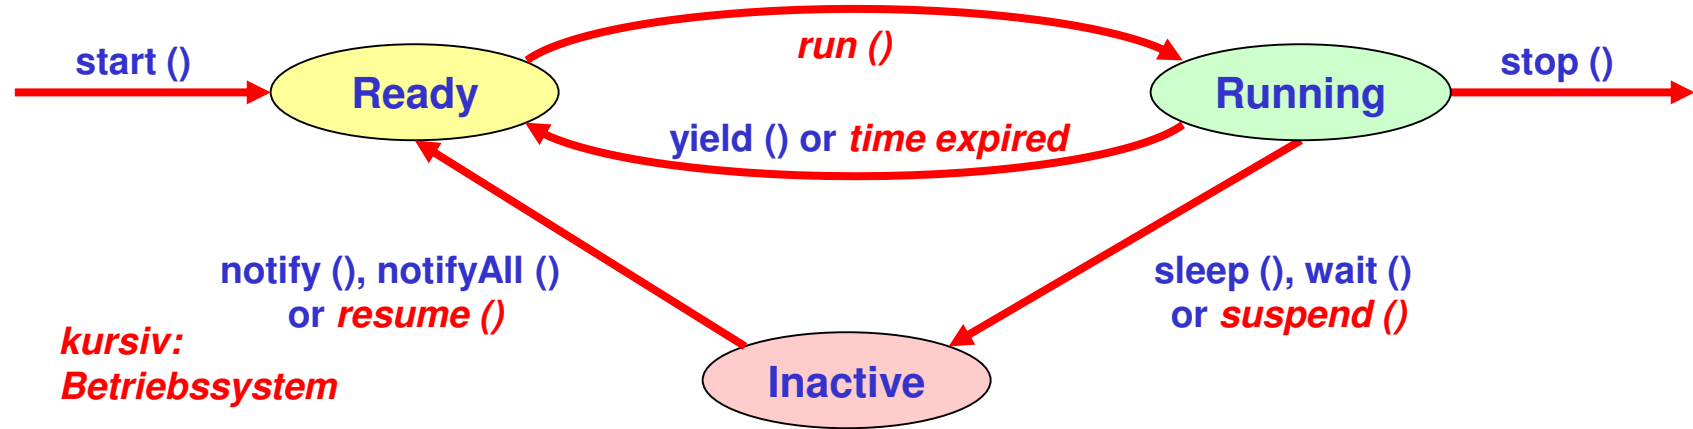 start ()
Ready
run ()
Running
stop ()
yield () or time expired
notify (), notifyAll ()
or resume ()
sleep (), wait ()
or suspend ()
kursiv:
Betriebssystem
Inactive